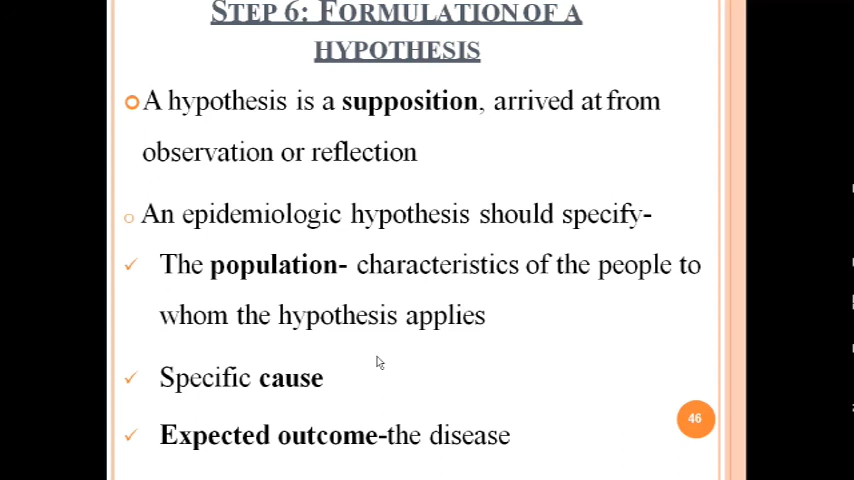 STEP 6: FORMULATION OF A
HYPOTHESIS
A hypothesis is a supposition, arrived at from
observation or reflection
An epidemiologic hypothesis should specify-
The population- characteristics of the people to
whom the hypothesis applies
Specific cause
Expected outcome-the disease
46